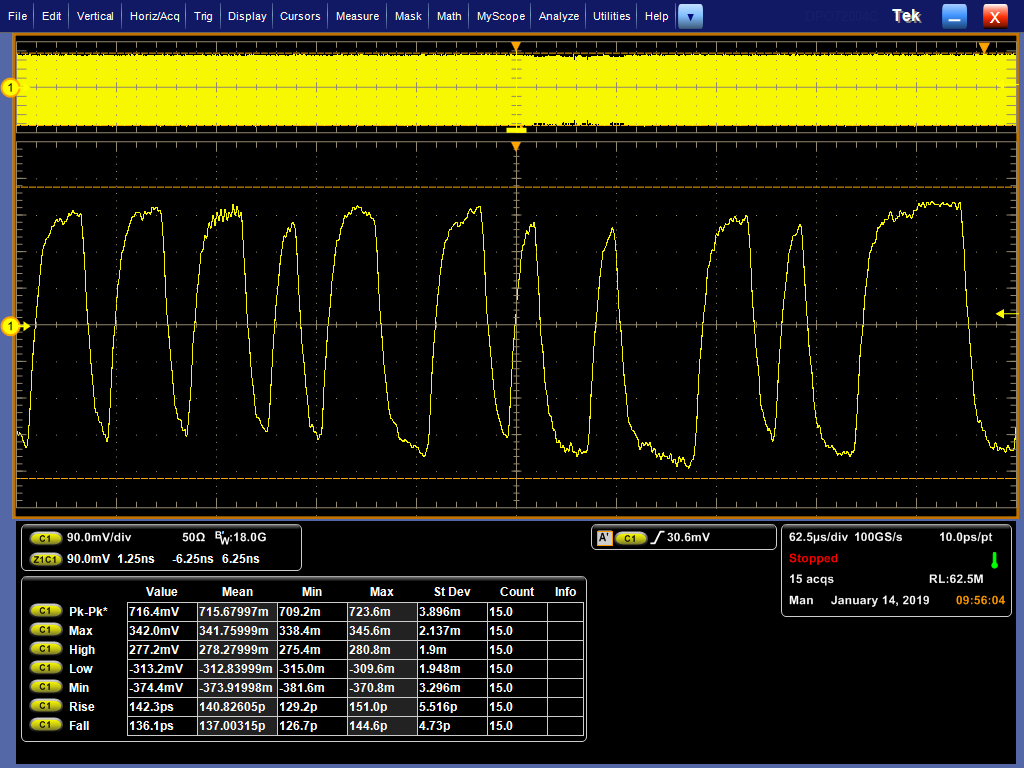 File Edit Vertical Horiz/Acq Trig Display Cursors Measure Mask Math MyScope Analyze Utilities Help Tek X
1
1
C1 90.0mV/div 50Ω BW:18.0G
Z1C1 90.0mV 1.25ns -6.25ns 6.25ns
A' C1 30.6mV
62.5µs/div 100GS/s 10.0ps/pt
Stopped
15 acqs RL:62.5M
Man January 14, 2019 09:56:04
Value Mean Min Max St Dev Count Info
C1 Pk-Pk* 716.4mV 715.67997m 709.2m 723.6m 3.896m 15.0
C1 Max 342.0mV 341.75999m 338.4m 345.6m 2.137m 15.0
C1 High 277.2mV 278.27999m 275.4m 280.8m 1.9m 15.0
C1 Low -313.2mV -312.83999m -315.0m -309.6m 1.948m 15.0
C1 Min -374.4mV -373.91998m -381.6m -370.8m 3.296m 15.0
C1 Rise 142.3ps 140.82605p 129.2p 151.0p 5.516p 15.0
C1 Fall 136.1ps 137.00315p 126.7p 144.6p 4.73p 15.0